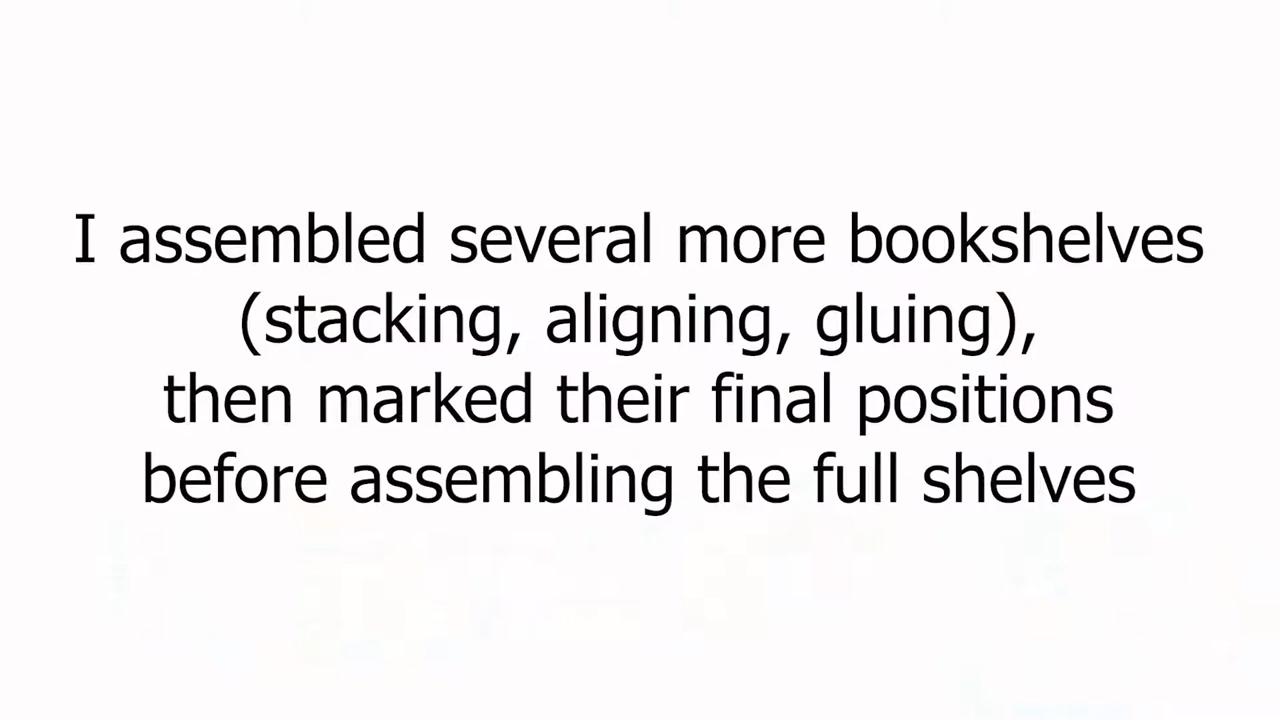 I assembled several more bookshelves
(stacking, aligning, gluing),
then marked their final positions
before assembling the full shelves